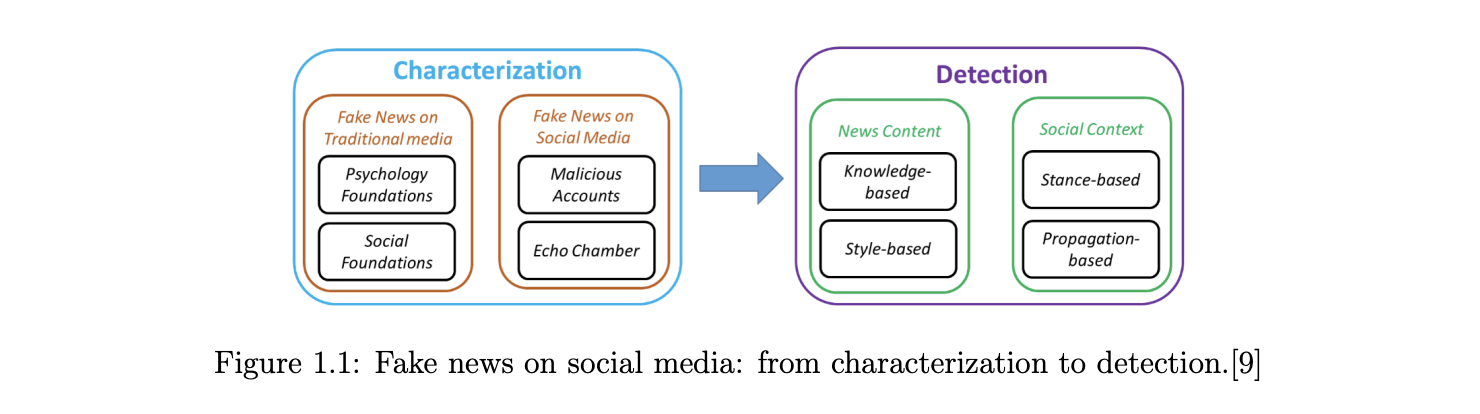 Characterization
Fake News on
Traditional media
Psychology
Foundations
Social
Foundations
Fake News on
Social Media
Malicious
Accounts
Echo Chamber
Detection
News Content
Knowledge-
based
Style-based
Social Context
Stance-based
Propagation-
based
Figure 1.1: Fake news on social media: from characterization to detection.[9]